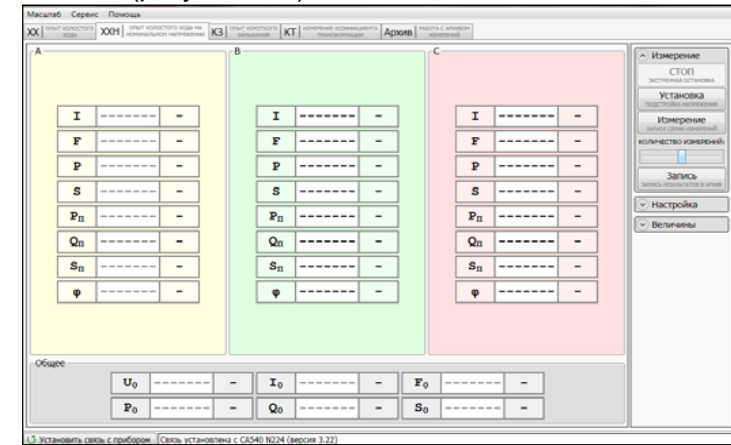 Масштаб Сервис Помощь
ХХ ОПЫТ ХОЛОСТОГО ХОДА ХХН ОПЫТ ХОЛОСТОГО ХОДА НА НОМИНАЛЬНОМ НАПРЯЖЕНИИ КЗ ОПЫТ КОРОТКОГО ЗАМЫКАНИЯ КТ ИЗМЕРЕНИЕ КОЭФФИЦИЕНТА ТРАНСФОРМАЦИИ Архив РАБОТА С АРХИВОМ ИЗМЕРЕНИЙ
A B C
I ------- – I ------- – I ------- –
F ------- – F ------- – F ------- –
P ------- – P ------- – P ------- –
S ------- – S ------- – S ------- –
Pп ------- – Pп ------- – Pп ------- –
Qп ------- – Qп ------- – Qп ------- –
Sп ------- – Sп ------- – Sп ------- –
φ ------- – φ ------- – φ ------- –
Общее
U0 ------- – I0 ------- – F0 ------- –
P0 ------- – Q0 ------- – S0 ------- –
Измерение
СТОП
ЭКСТРЕННАЯ ОСТАНОВКА
Установка
ПОДСТРОЙКА НАПРЯЖЕНИЯ
Измерение
ЗАПУСК СЕРИИ ИЗМЕРЕНИЙ
КОЛИЧЕСТВО ИЗМЕРЕНИЙ:
Запись
ЗАПИСЬ РЕЗУЛЬТАТОВ В АРХИВ
Настройка
Величины
Установить связь с прибором Связь установлена с CA540 N224 (версия 3.22)